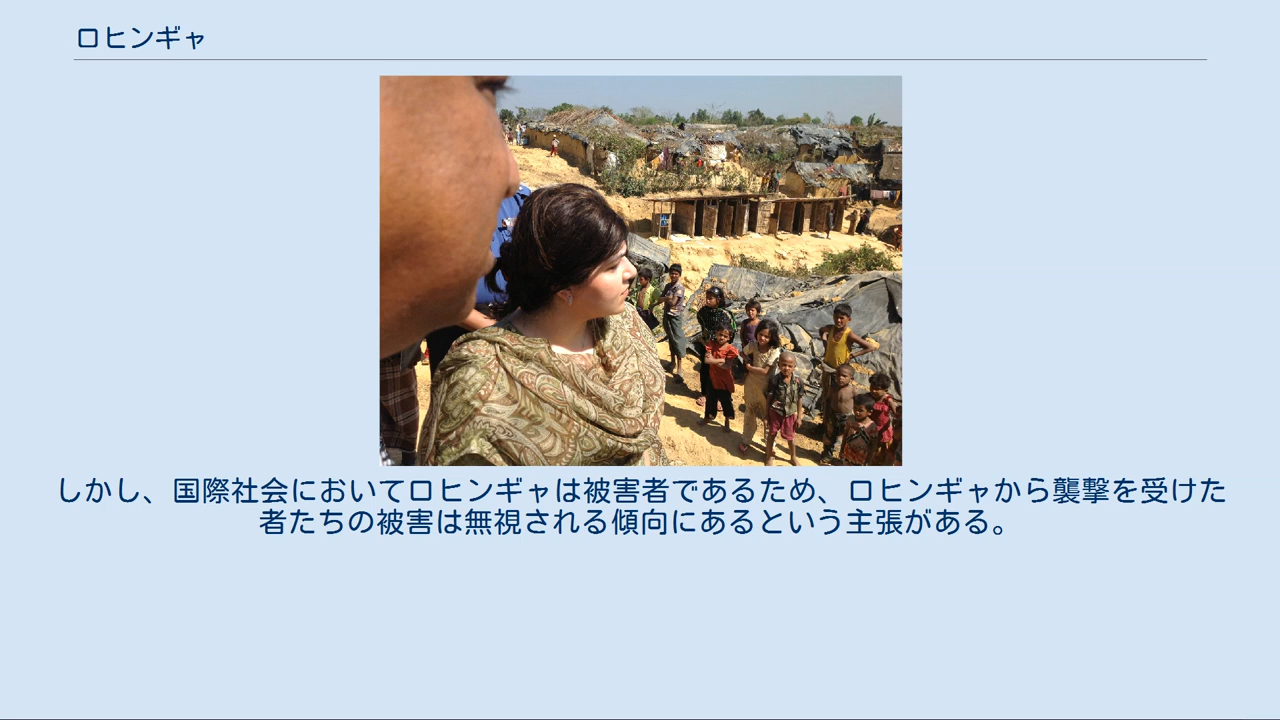 ロヒンギャ
しかし、国際社会においてロヒンギャは被害者であるため、ロヒンギャから襲撃を受けた
者たちの被害は無視される傾向にあるという主張がある。